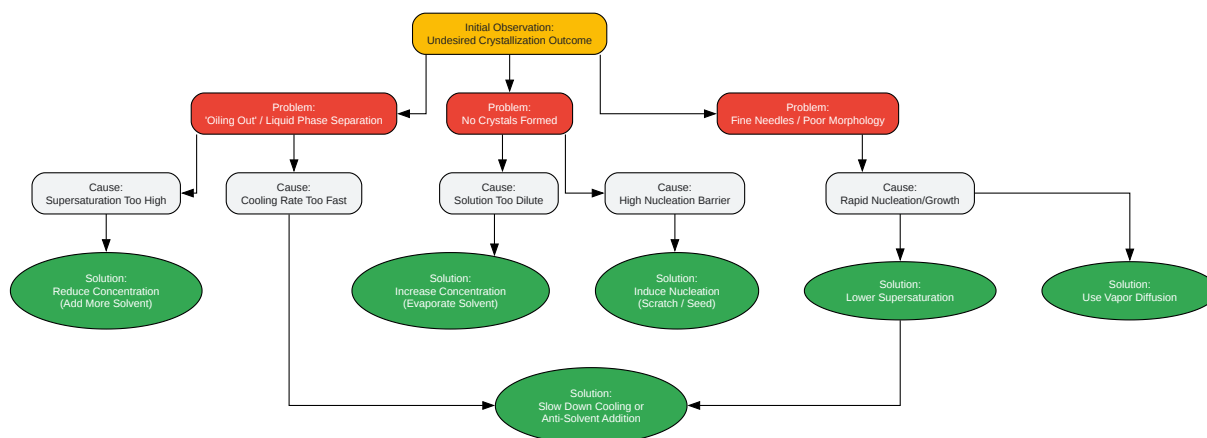 Initial Observation:
Undesired Crystallization Outcome
Problem:
'Oiling Out' / Liquid Phase Separation
Problem:
No Crystals Formed
Problem:
Fine Needles / Poor Morphology
Cause:
Supersaturation Too High
Cause:
Cooling Rate Too Fast
Cause:
Solution Too Dilute
Cause:
High Nucleation Barrier
Cause:
Rapid Nucleation/Growth
Solution:
Reduce Concentration
(Add More Solvent)
Solution:
Increase Concentration
(Evaporate Solvent)
Solution:
Induce Nucleation
(Scratch / Seed)
Solution:
Lower Supersaturation
Solution:
Use Vapor Diffusion
Solution:
Slow Down Cooling or
Anti-Solvent Addition